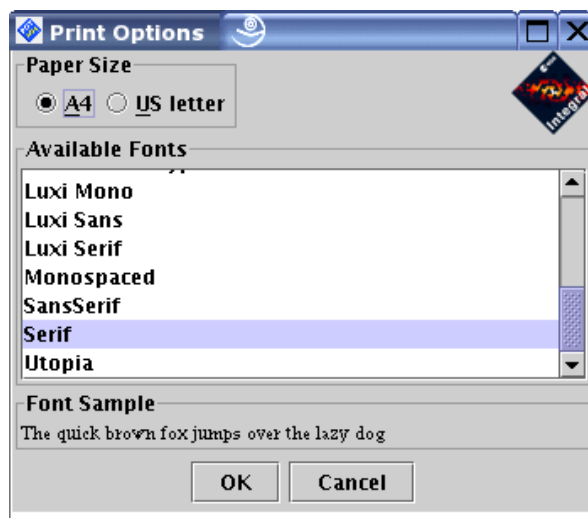 Print Options
Paper Size
A4 US letter
Integral
Available Fonts
Luxi Mono
Luxi Sans
Luxi Serif
Monospaced
SansSerif
Serif
Utopia
Font Sample
The quick brown fox jumps over the lazy dog
OK Cancel